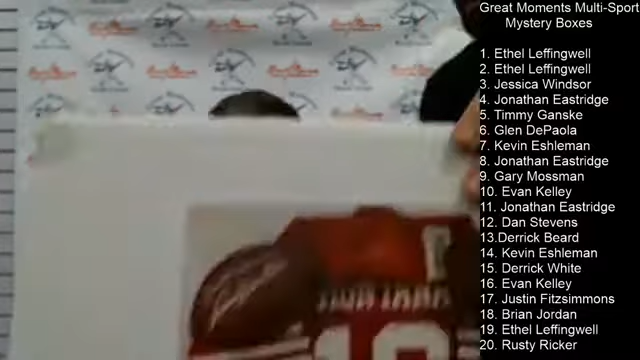 Great Moments Multi-Sport
Mystery Boxes
1. Ethel Leffingwell
2. Ethel Leffingwell
3. Jessica Windsor
4. Jonathan Eastridge
5. Timmy Ganske
6. Glen DePaola
7. Kevin Eshleman
8. Jonathan Eastridge
9. Gary Mossman
10. Evan Kelley
11. Jonathan Eastridge
12. Dan Stevens
13.Derrick Beard
14. Kevin Eshleman
15. Derrick White
16. Evan Kelley
17. Justin Fitzsimmons
18. Brian Jordan
19. Ethel Leffingwell
20. Rusty Ricker